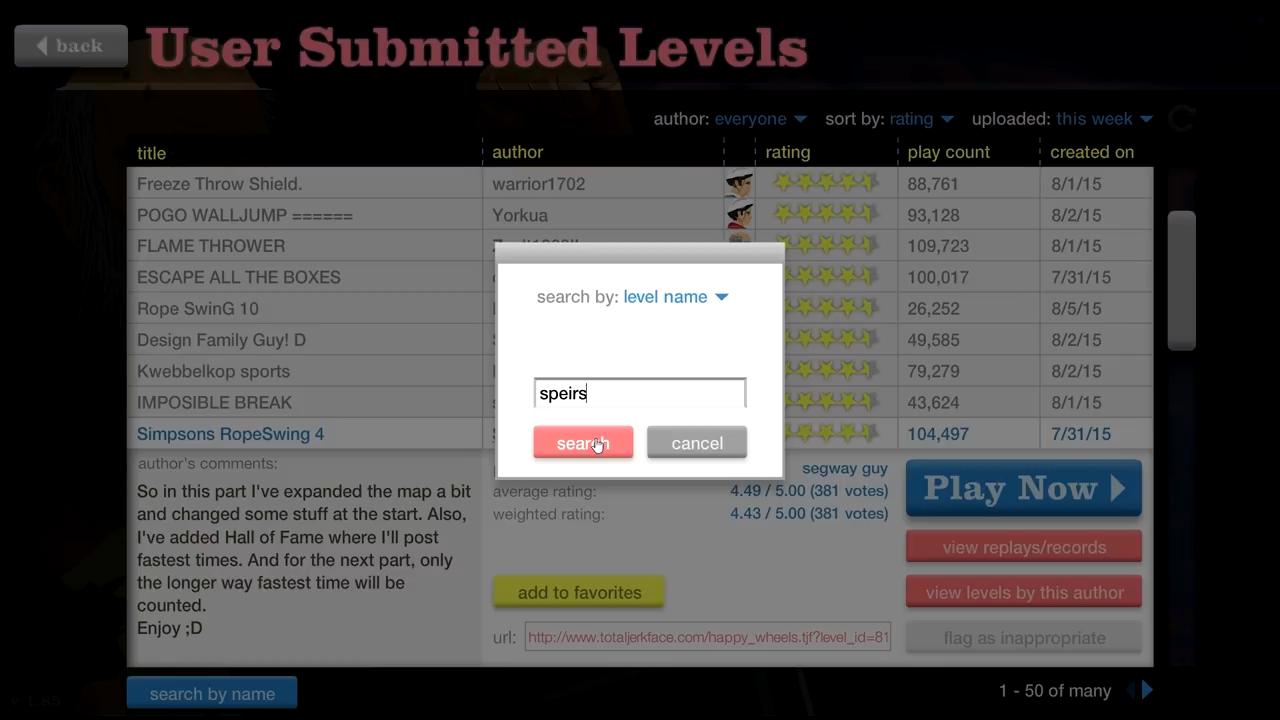 back
User Submitted Levels
author: everyone sort by: rating uploaded: this week
title author rating play count created on
Freeze Throw Shield. warrior1702 88,761 8/1/15
POGO WALLJUMP ====== Yorkua 93,128 8/2/15
FLAME THROWER 109,723 8/1/15
ESCAPE ALL THE BOXES 100,017 7/31/15
Rope SwinG 10 26,252 8/5/15
Design Family Guy! D 49,585 8/2/15
Kwebbelkop sports 79,279 8/2/15
IMPOSIBLE BREAK 43,624 8/1/15
Simpsons RopeSwing 4 104,497 7/31/15
search by: level name
speirs
search cancel
author's comments:
So in this part I've expanded the map a bit
and changed some stuff at the start. Also,
I've added Hall of Fame where I'll post
fastest times. And for the next part, only
the longer way fastest time will be
counted.
Enjoy ;D
segway guy
average rating: 4.49 / 5.00 (381 votes)
weighted rating: 4.43 / 5.00 (381 votes)
add to favorites
url: http://www.totaljerkface.com/happy_wheels.tjf?level_id=81
Play Now
view replays/records
view levels by this author
flag as inappropriate
search by name
1 - 50 of many
v 1.85